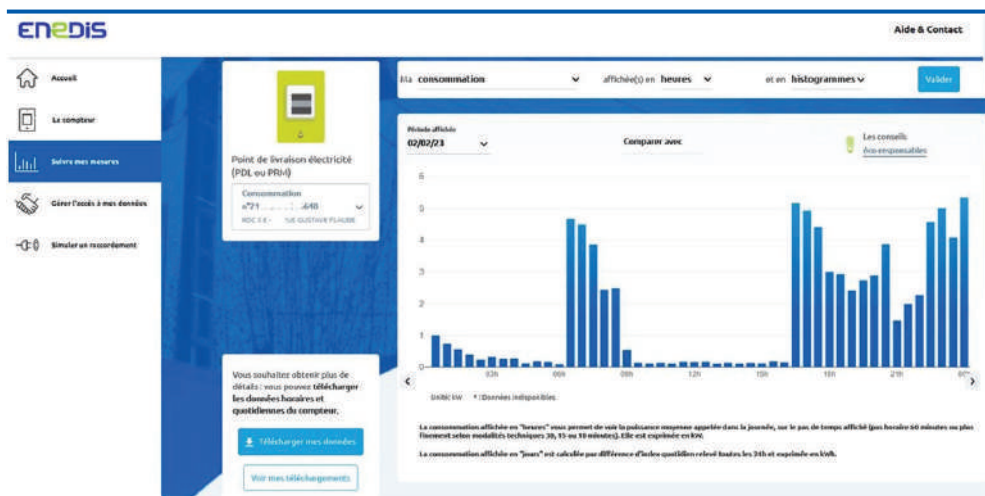 ENEDIS
Aide & Contact
Accueil
Le compteur
Suivre mes mesures
Gérer l'accès à mes données
Simuler un raccordement
Point de livraison électricité
(PDL ou PRM)
Consommation
n°21 640
GUSTAVE FLAUBE
Vous souhaitez obtenir plus de
détails : vous pouvez télécharger
les données horaires et
quotidiennes du compteur.
Télécharger mes données
Voir mes téléchargements
Ma consommation affichée(s) en heures et en histogrammes Valider
Période affichée
02/02/23
Comparer avec
Les conseils
éco-responsables
6
5
4
3
2
1
0
03h 06h 09h 12h 15h 18h 21h 00h
Unité: kW * : Données indisponibles
La consommation affichée en "heures" vous permet de voir la puissance moyenne appelée dans la journée, sur le pas de temps affiché (pas horaire 60 minutes ou plus
finement selon modalités techniques 30, 15 ou 10 minutes). Elle est exprimée en kW.
La consommation affichée en "jours" est calculée par différence d'index quotidien relevé toutes les 24h et exprimée en kWh.